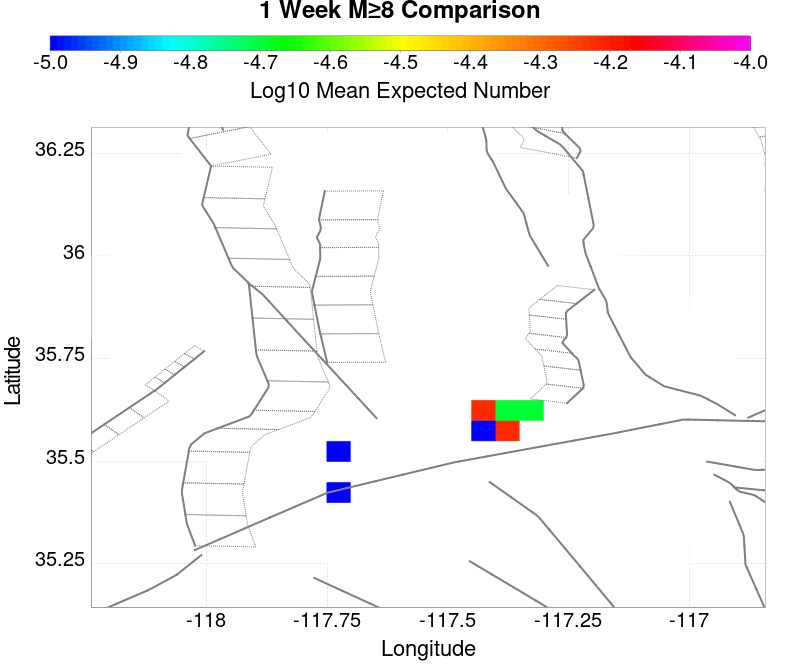 1 Week M≥8 Comparison
-5.0 -4.9 -4.8 -4.7 -4.6 -4.5 -4.4 -4.3 -4.2 -4.1 -4.0
Log10 Mean Expected Number
36.25
36
35.75
35.5
35.25
Latitude
-118 -117.75 -117.5 -117.25 -117
Longitude